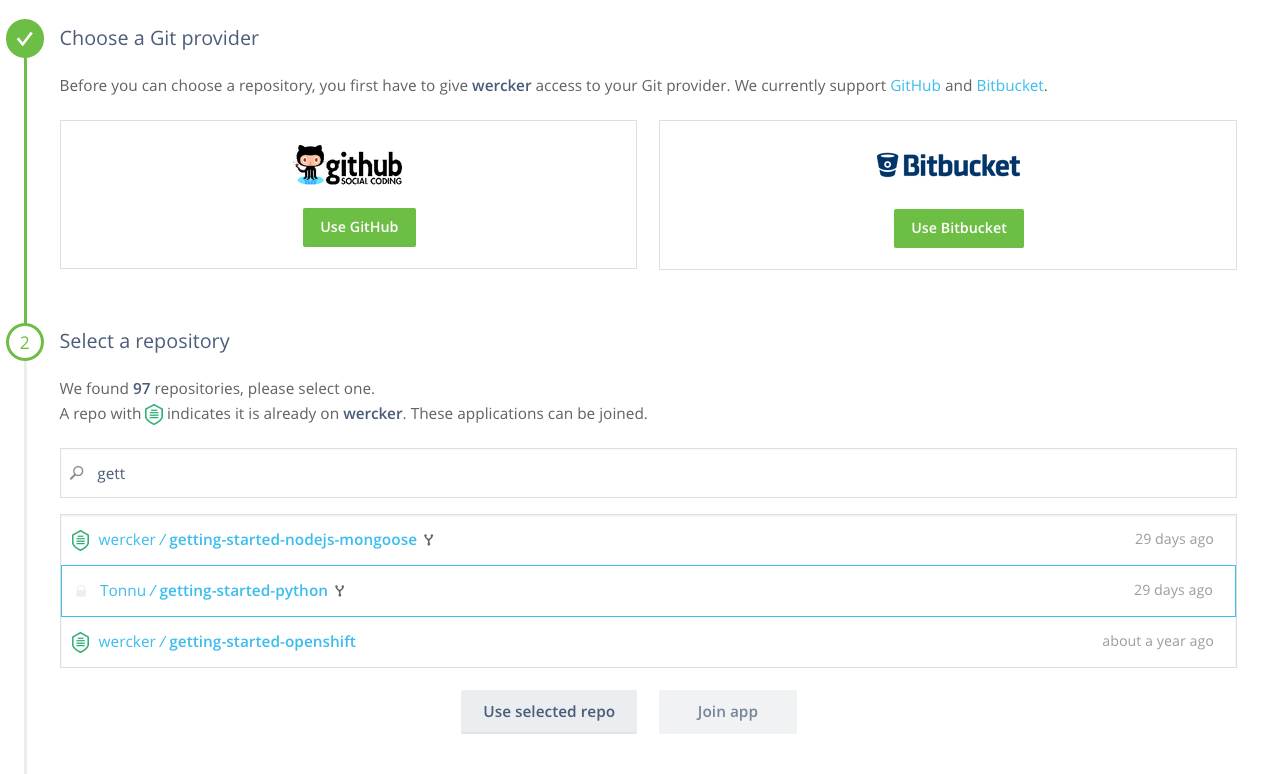 Choose a Git provider
Before you can choose a repository, you first have to give wercker access to your Git provider. We currently support GitHub and Bitbucket.
github
SOCIAL CODING
Use GitHub
Bitbucket
Use Bitbucket
2
Select a repository
We found 97 repositories, please select one.
A repo with indicates it is already on wercker. These applications can be joined.
gett
wercker / getting-started-nodejs-mongoose 29 days ago
Tonnu / getting-started-python 29 days ago
wercker / getting-started-openshift about a year ago
Use selected repo Join app